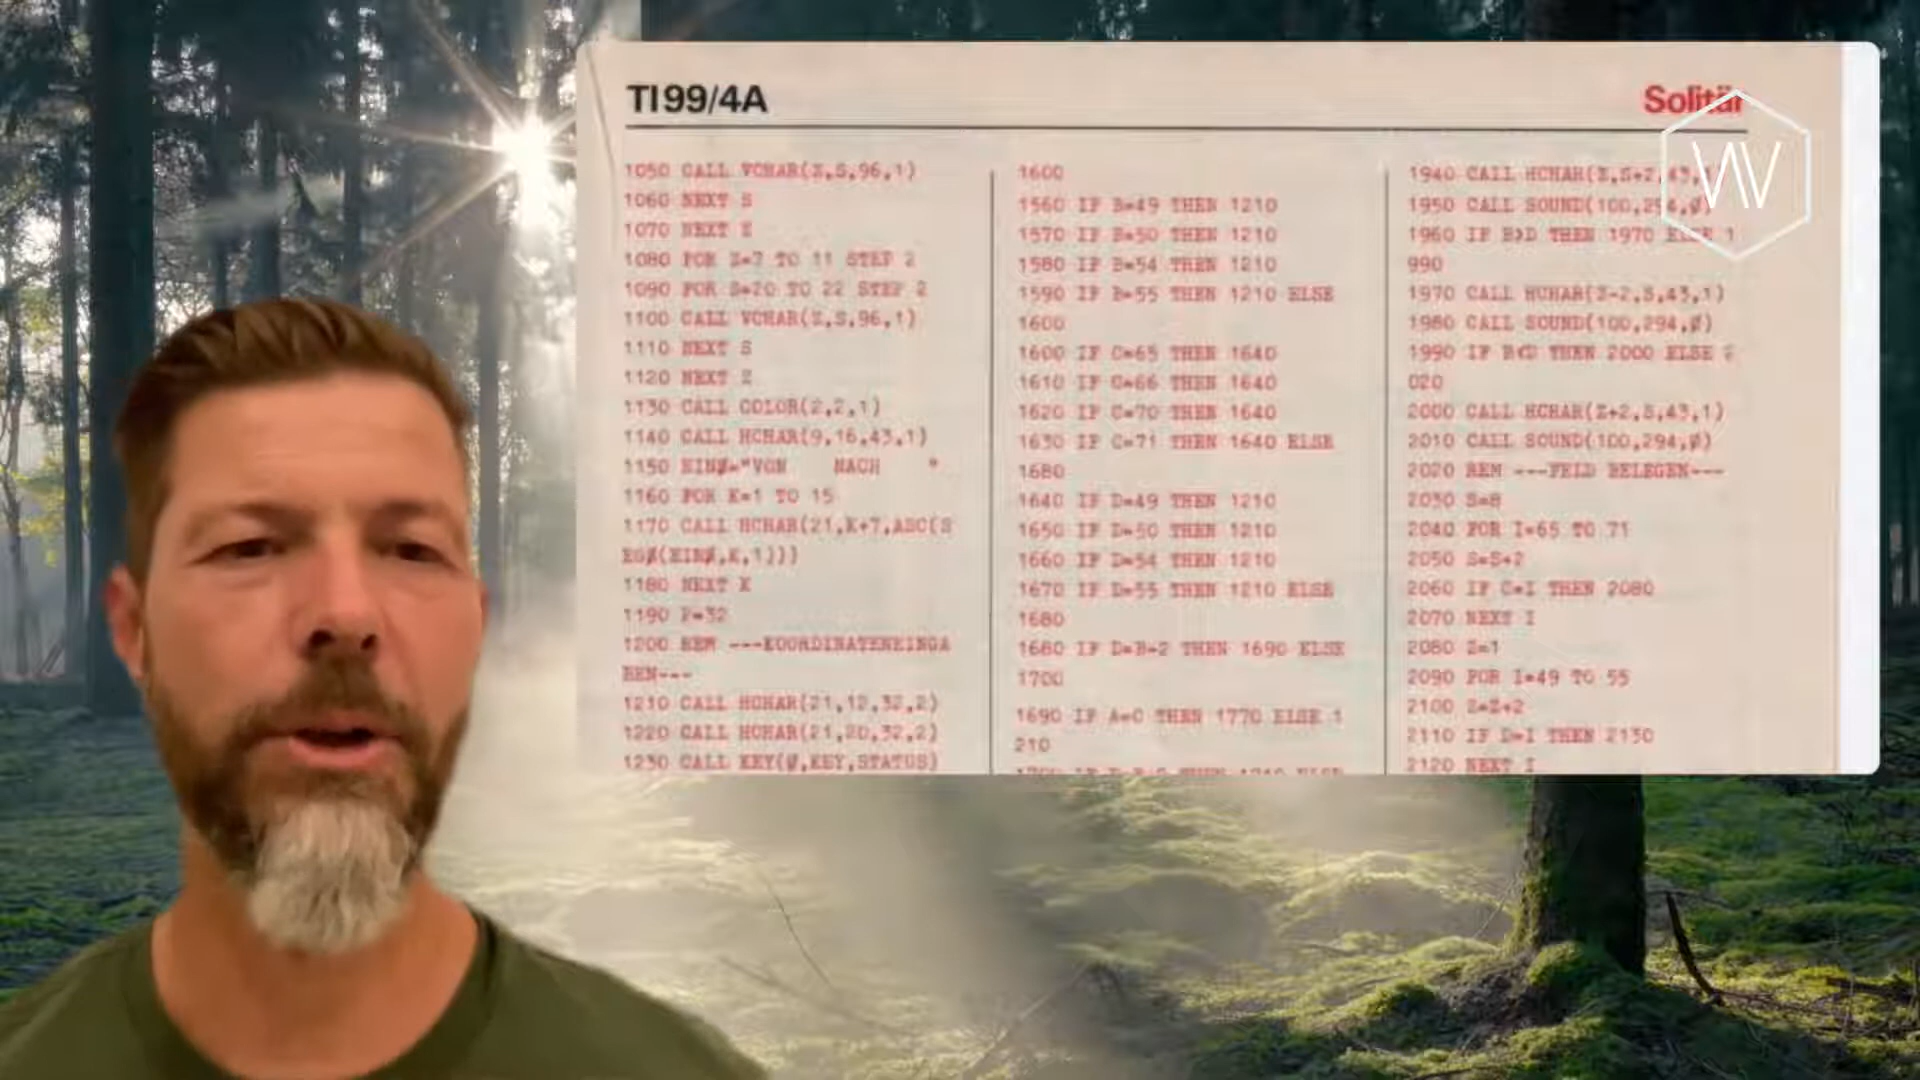 TI99/4A
Solitär
W
1050 CALL VCHAR(Z,S,96,1)
1060 NEXT S
1070 NEXT Z
1080 FOR Z=7 TO 11 STEP 2
1090 FOR S=20 TO 22 STEP 2
1100 CALL VCHAR(Z,S,96,1)
1110 NEXT S
1120 NEXT Z
1130 CALL COLOR(2,2,1)
1140 CALL HCHAR(9,16,43,1)
1150 EIN$="VON NACH "
1160 FOR K=1 TO 15
1170 CALL HCHAR(21,K+7,ASC(S
EG$(EIN$,K,1)))
1180 NEXT K
1190 P=32
1200 REM ---KOORDINATENEINGA
BEN---
1210 CALL HCHAR(21,12,32,2)
1220 CALL HCHAR(21,20,32,2)
1230 CALL KEY(0,KEY,STATUS)
1600
1560 IF B=49 THEN 1210
1570 IF B=50 THEN 1210
1580 IF B=54 THEN 1210
1590 IF B=55 THEN 1210 ELSE
1600
1600 IF C=65 THEN 1640
1610 IF C=66 THEN 1640
1620 IF C=70 THEN 1640
1630 IF C=71 THEN 1640 ELSE
1680
1640 IF D=49 THEN 1210
1650 IF D=50 THEN 1210
1660 IF D=54 THEN 1210
1670 IF D=55 THEN 1210 ELSE
1680
1680 IF D=B-2 THEN 1690 ELSE
1700
1690 IF A=C THEN 1770 ELSE 1
210
1940 CALL HCHAR(Z,S+2,43,1)
1950 CALL SOUND(100,294,0)
1960 IF B>D THEN 1970 ELSE 1
990
1970 CALL HCHAR(Z-2,S,43,1)
1980 CALL SOUND(100,294,0)
1990 IF B<D THEN 2000 ELSE 2
020
2000 CALL HCHAR(Z+2,S,43,1)
2010 CALL SOUND(100,294,0)
2020 REM ---FELD BELEGEN---
2030 S=8
2040 FOR I=65 TO 71
2050 S=S+2
2060 IF C=I THEN 2080
2070 NEXT I
2080 Z=1
2090 FOR I=49 TO 55
2100 Z=Z+2
2110 IF D=I THEN 2130
2120 NEXT I